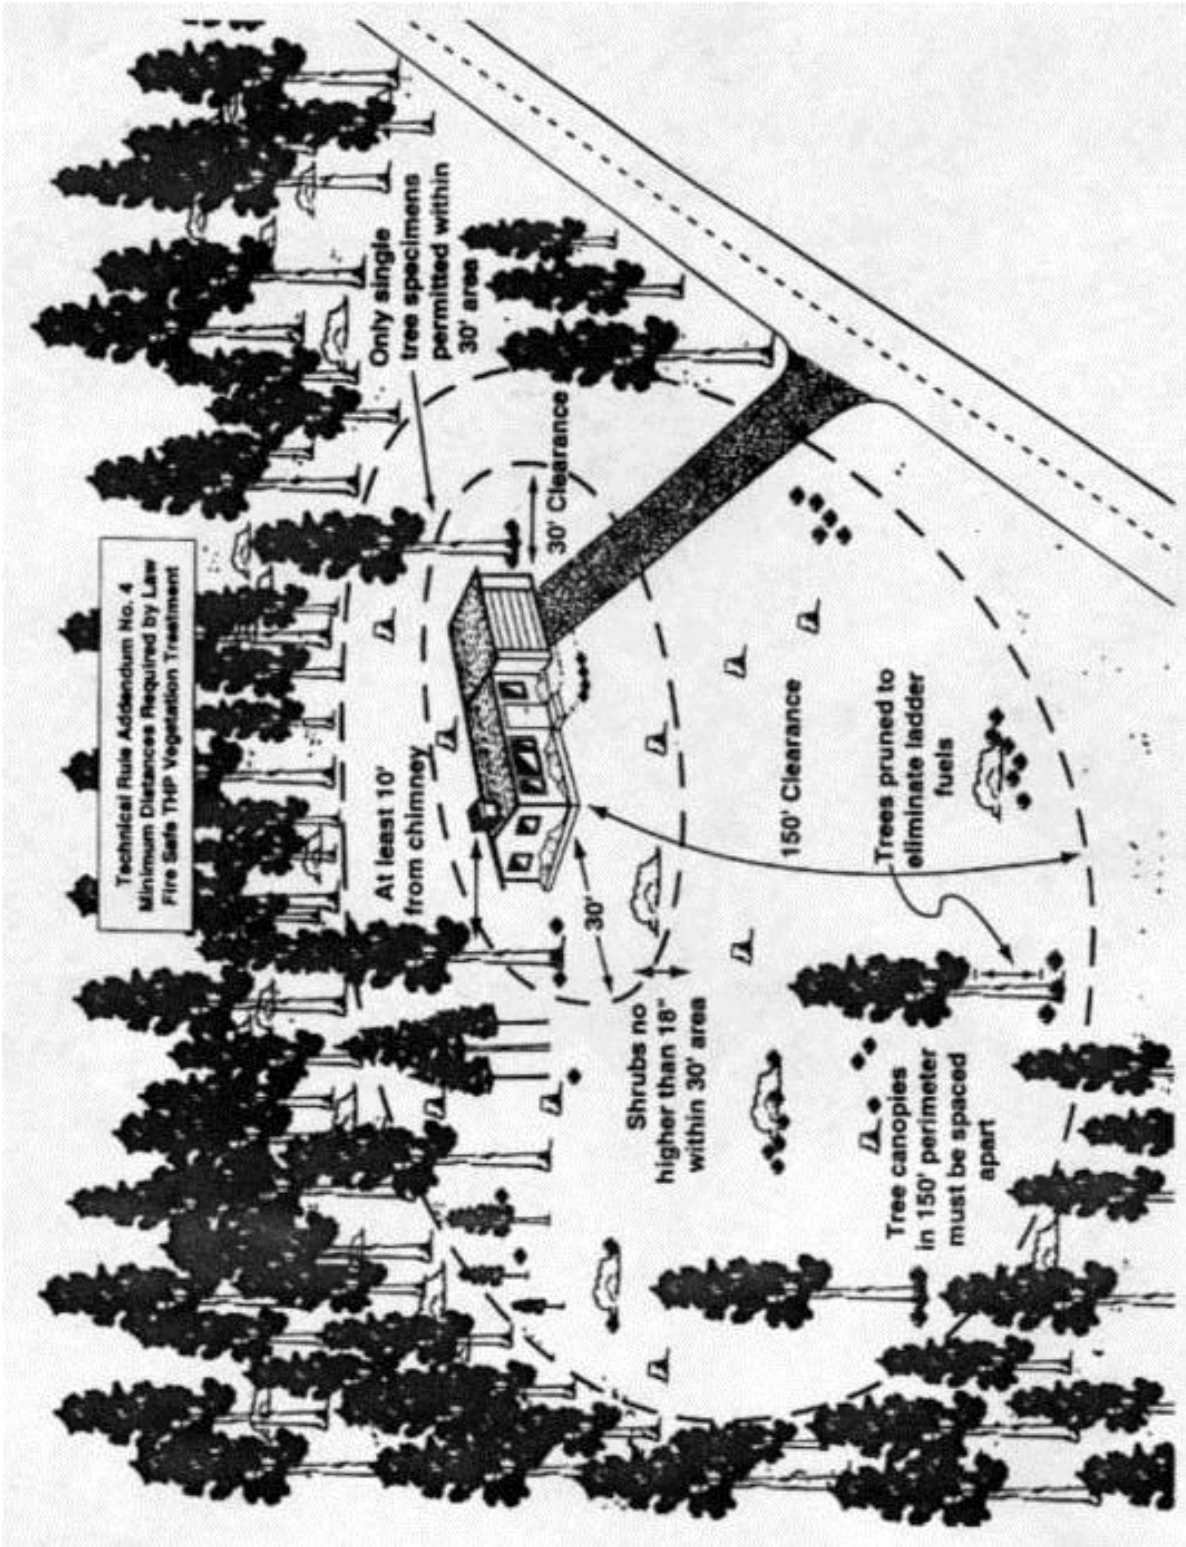 Technical Rule Addendum No. 4
Minimum Distances Required by Law
Fire Safe THP Vegetation Treatment
Only single
tree specimens
permitted within
30' area
At least 10'
from chimney
30' Clearance
30'
Shrubs no
higher than 18"
within 30' area
150' Clearance
Trees pruned to
eliminate ladder
fuels
Tree canopies
in 150' perimeter
must be spaced
apart